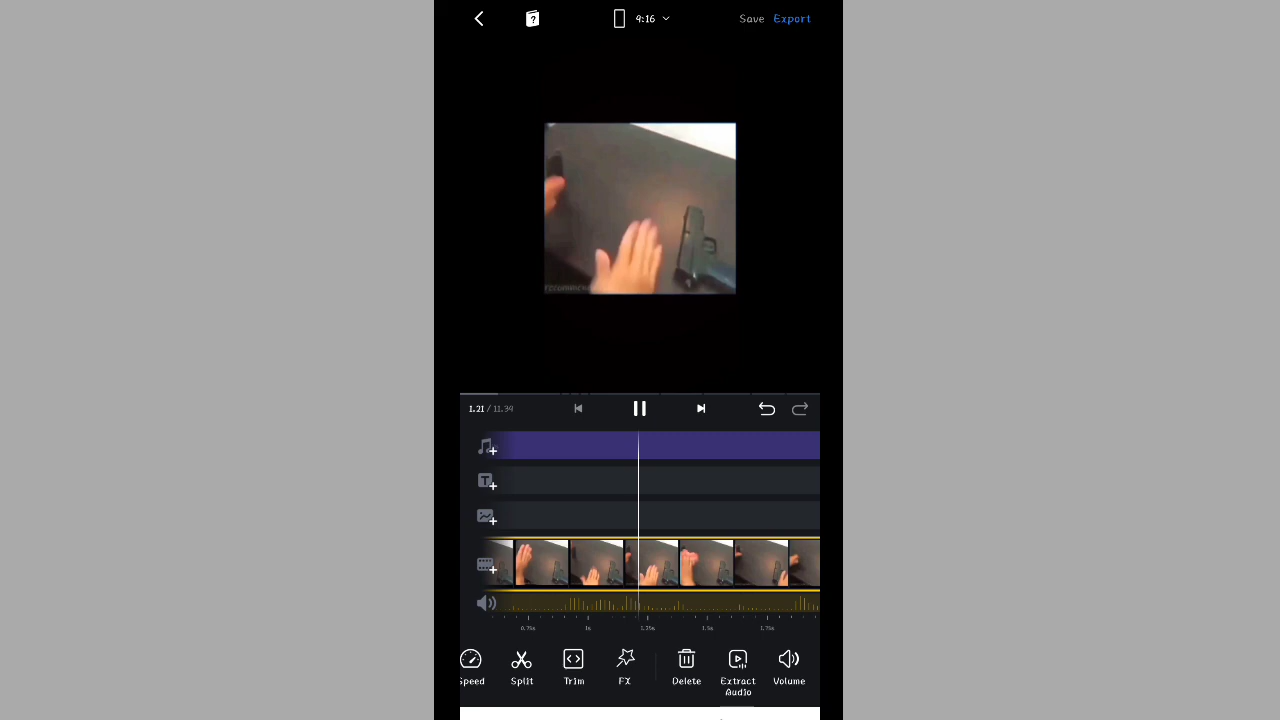 4:16
Save Export
1.21 / 11.34
T
0.75s 1s 1.25s 1.5s 1.75s
Speed Split Trim FX Delete Extract Audio Volume